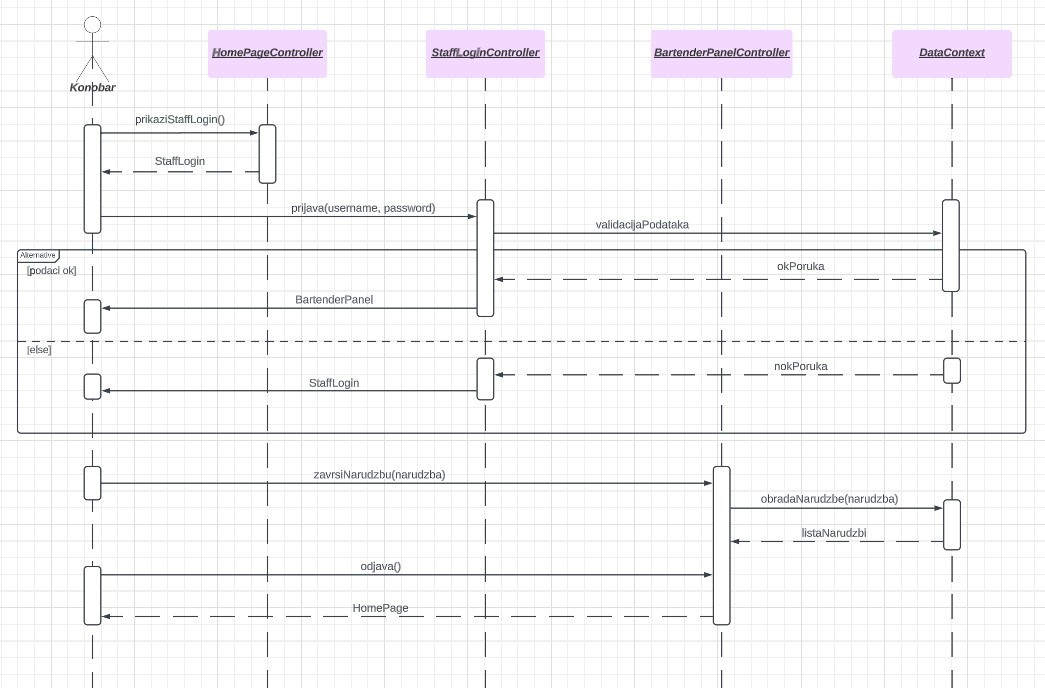 HomePageController
StaffLoginController
BartenderPanelController
DataContext
Konobar
prikaziStaffLogin()
StaffLogin
prijava(username, password)
validacijaPodataka
Alternative
[podaci ok]
okPoruka
BartenderPanel
[else]
nokPoruka
StaffLogin
zavrsiNarudzbu(narudzba)
obradaNarudzbe(narudzba)
listaNarudzbi
odjava()
HomePage